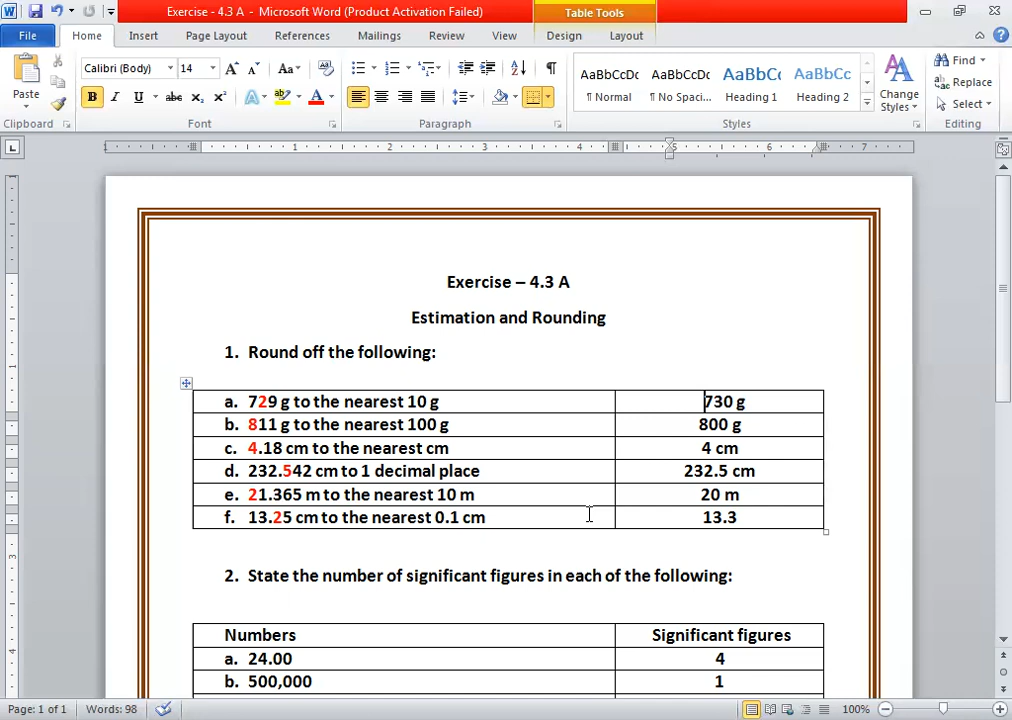 Exercise - 4.3 A - Microsoft Word (Product Activation Failed)
Table Tools
File Home Insert Page Layout References Mailings Review View Design Layout
Paste
Clipboard
Calibri (Body) 14
Font
Paragraph
AaBbCcDc AaBbCcDc AaBbCc AaBbCc
¶ Normal ¶ No Spaci... Heading 1 Heading 2
Change Styles
Styles
Find
Replace
Select
Editing
Exercise – 4.3 A
Estimation and Rounding
1. Round off the following:
a. 729 g to the nearest 10 g 730 g
b. 811 g to the nearest 100 g 800 g
c. 4.18 cm to the nearest cm 4 cm
d. 232.542 cm to 1 decimal place 232.5 cm
e. 21.365 m to the nearest 10 m 20 m
f. 13.25 cm to the nearest 0.1 cm 13.3
2. State the number of significant figures in each of the following:
Numbers Significant figures
a. 24.00 4
b. 500,000 1
Page: 1 of 1 Words: 98 100%